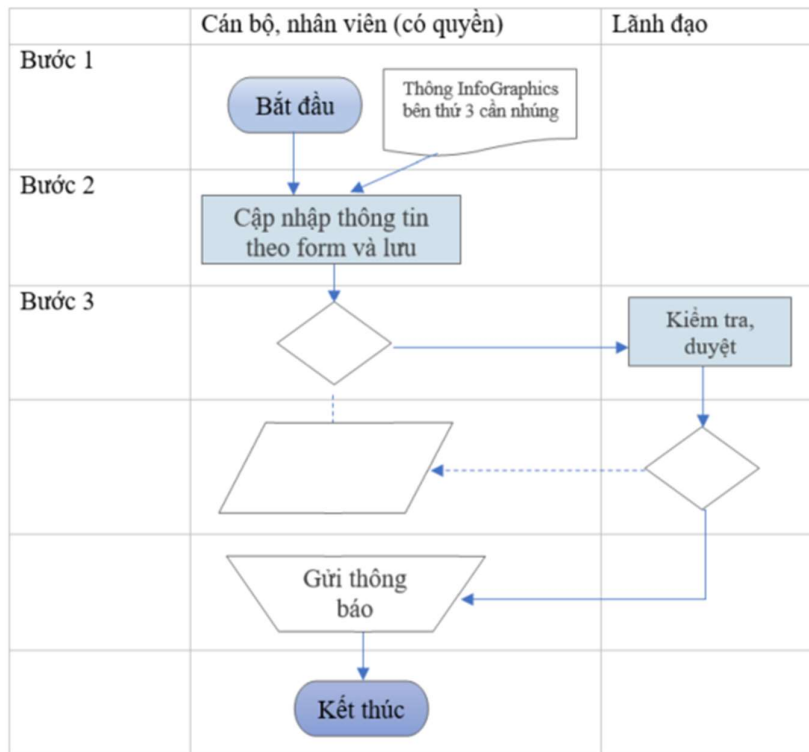 Cán bộ, nhân viên (có quyền)
Lãnh đạo
Bước 1
Bắt đầu
Thông InfoGraphics
bên thứ 3 cần nhúng
Bước 2
Cập nhập thông tin
theo form và lưu
Bước 3
Kiểm tra,
duyệt
Gửi thông
báo
Kết thúc